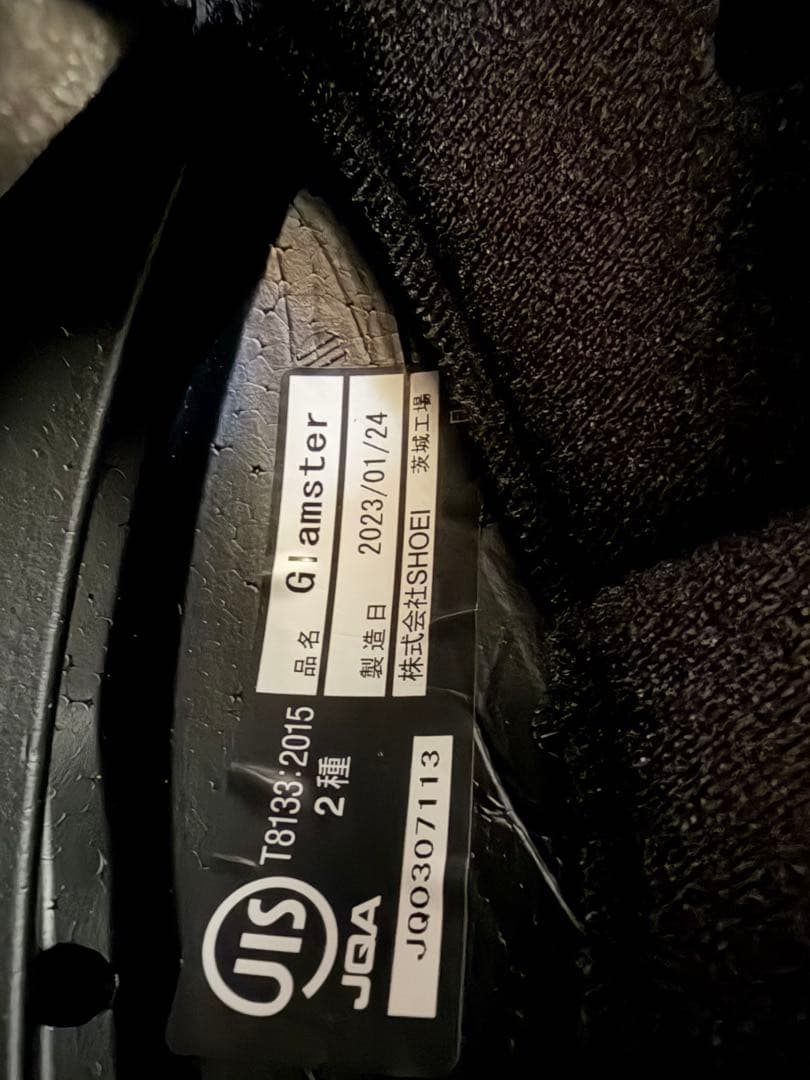 品名 Glamster
製造日 2023/01/24
株式会社SHOEI 茨城工場
JIS T8133:2015
2種
JQA
JQ0307113